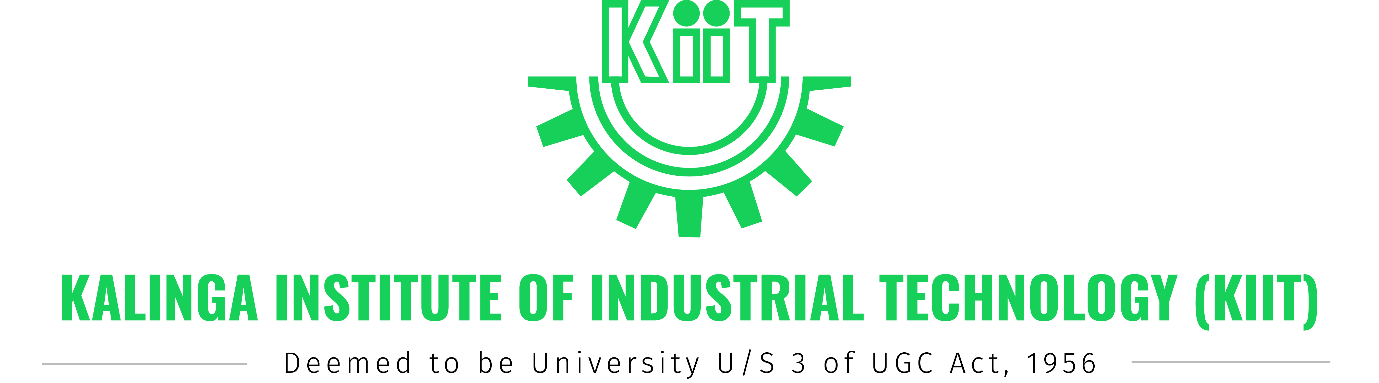 KiiT
KALINGA INSTITUTE OF INDUSTRIAL TECHNOLOGY (KIIT)
Deemed to be University U/S 3 of UGC Act, 1956